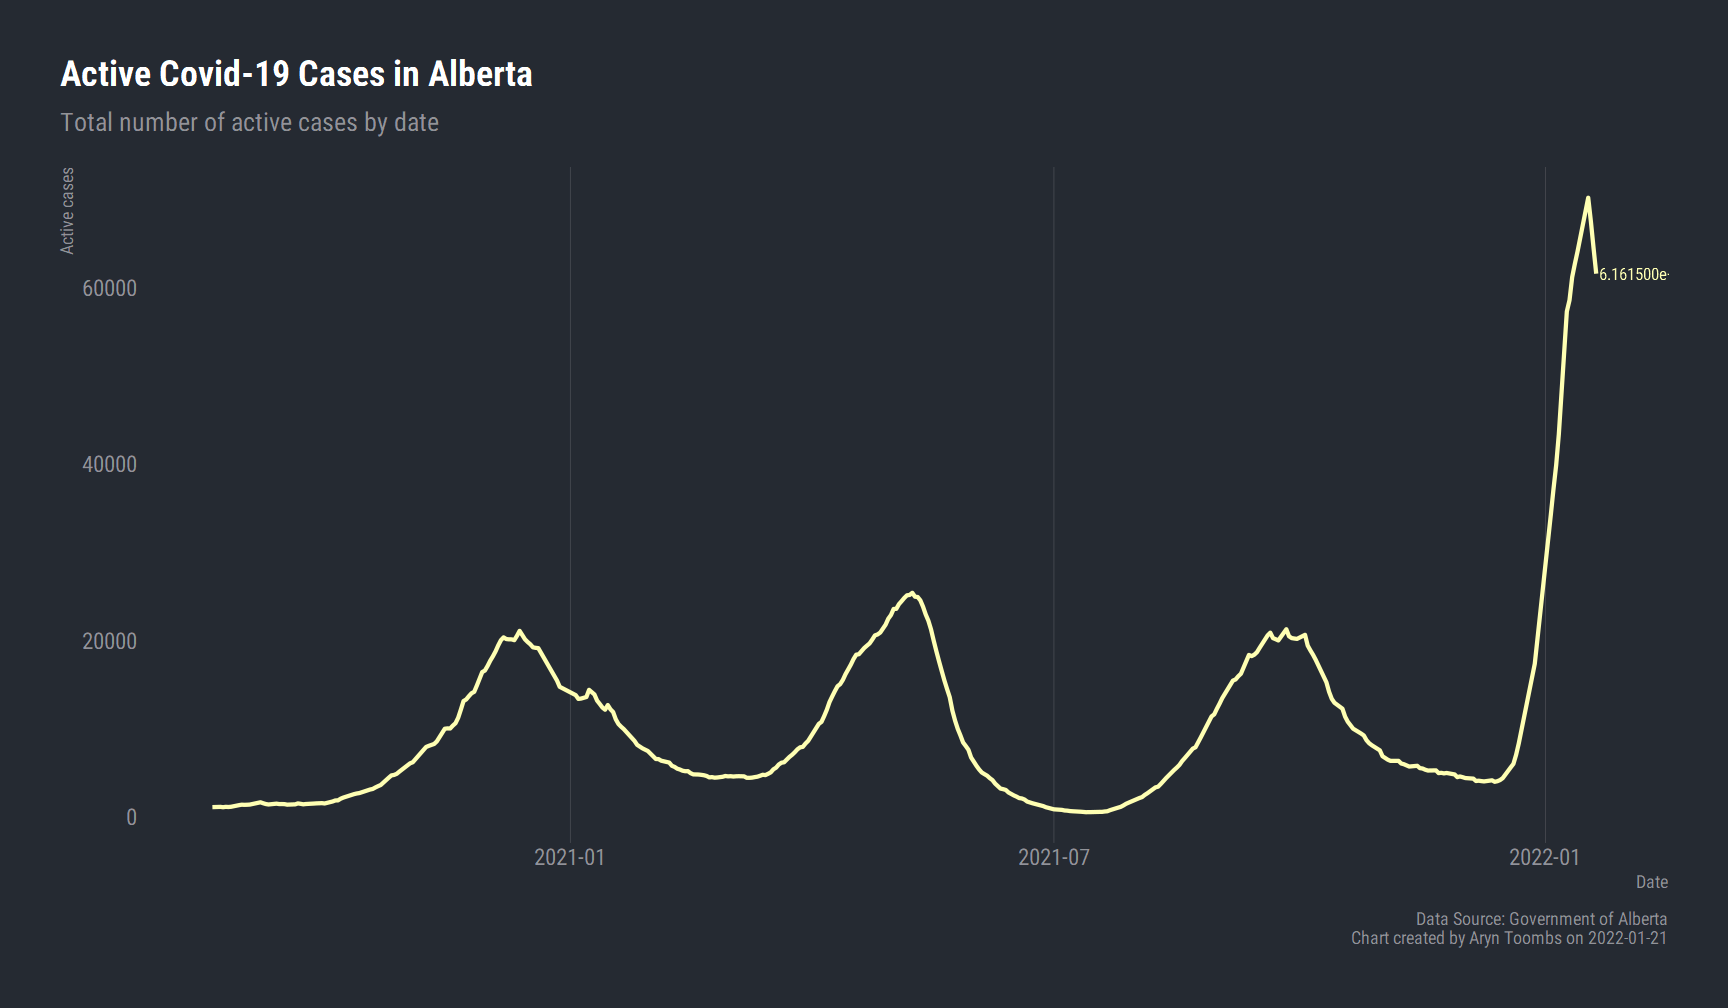 Active Covid-19 Cases in Alberta
Total number of active cases by date
Active cases
60000
40000
20000
0
6.161500e
2021-01
2021-07
2022-01
Date
Data Source: Government of Alberta
Chart created by Aryn Toombs on 2022-01-21